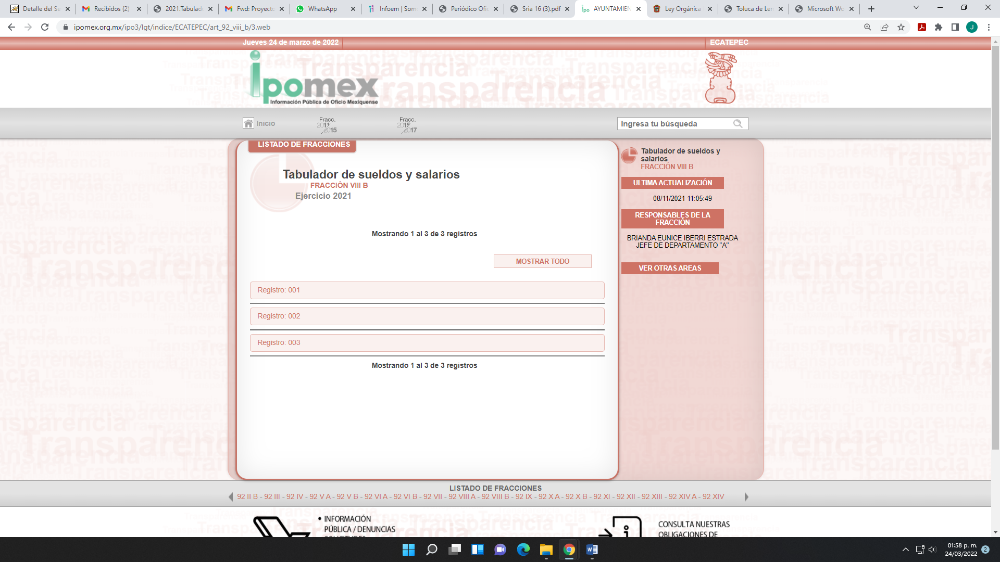 Detalle del Se
Recibidos (2)
2021.Tabulad
Fwd: Proyecto
WhatsApp
Infoem | Som
Periódico Ofic
Sria 16 (3).pdf
AYUNTAMIEN
Ley Orgánica
Toluca de Ler
Microsoft Wo
ipomex.org.mx/ipo3/lgt/indice/ECATEPEC/art_92_viii_b/3.web
J
Jueves 24 de marzo de 2022
ECATEPEC
ipomex
Información Pública de Oficio Mexiquense
Transparencia
Inicio
Fracc.
2011
2015
Fracc.
2015
2017
Ingresa tu búsqueda
LISTADO DE FRACCIONES
Tabulador de sueldos y salarios
FRACCIÓN VIII B
Ejercicio 2021
Mostrando 1 al 3 de 3 registros
MOSTRAR TODO
Registro: 001
Registro: 002
Registro: 003
Mostrando 1 al 3 de 3 registros
Tabulador de sueldos y
salarios
FRACCIÓN VIII B
ULTIMA ACTUALIZACIÓN
08/11/2021 11:05:49
RESPONSABLES DE LA
FRACCIÓN
BRIANDA EUNICE IBERRI ESTRADA
JEFE DE DEPARTAMENTO "A"
VER OTRAS AREAS
LISTADO DE FRACCIONES
92 II B - 92 III - 92 IV - 92 V A - 92 V B - 92 VI A - 92 VI B - 92 VII - 92 VIII A - 92 VIII B - 92 IX - 92 X A - 92 X B - 92 XI - 92 XII - 92 XIII - 92 XIV A - 92 XIV
• INFORMACIÓN
PÚBLICA / DENUNCIAS
SOLICITUDES
CONSULTA NUESTRAS
OBLIGACIONES DE
01:58 p. m.
24/03/2022
2